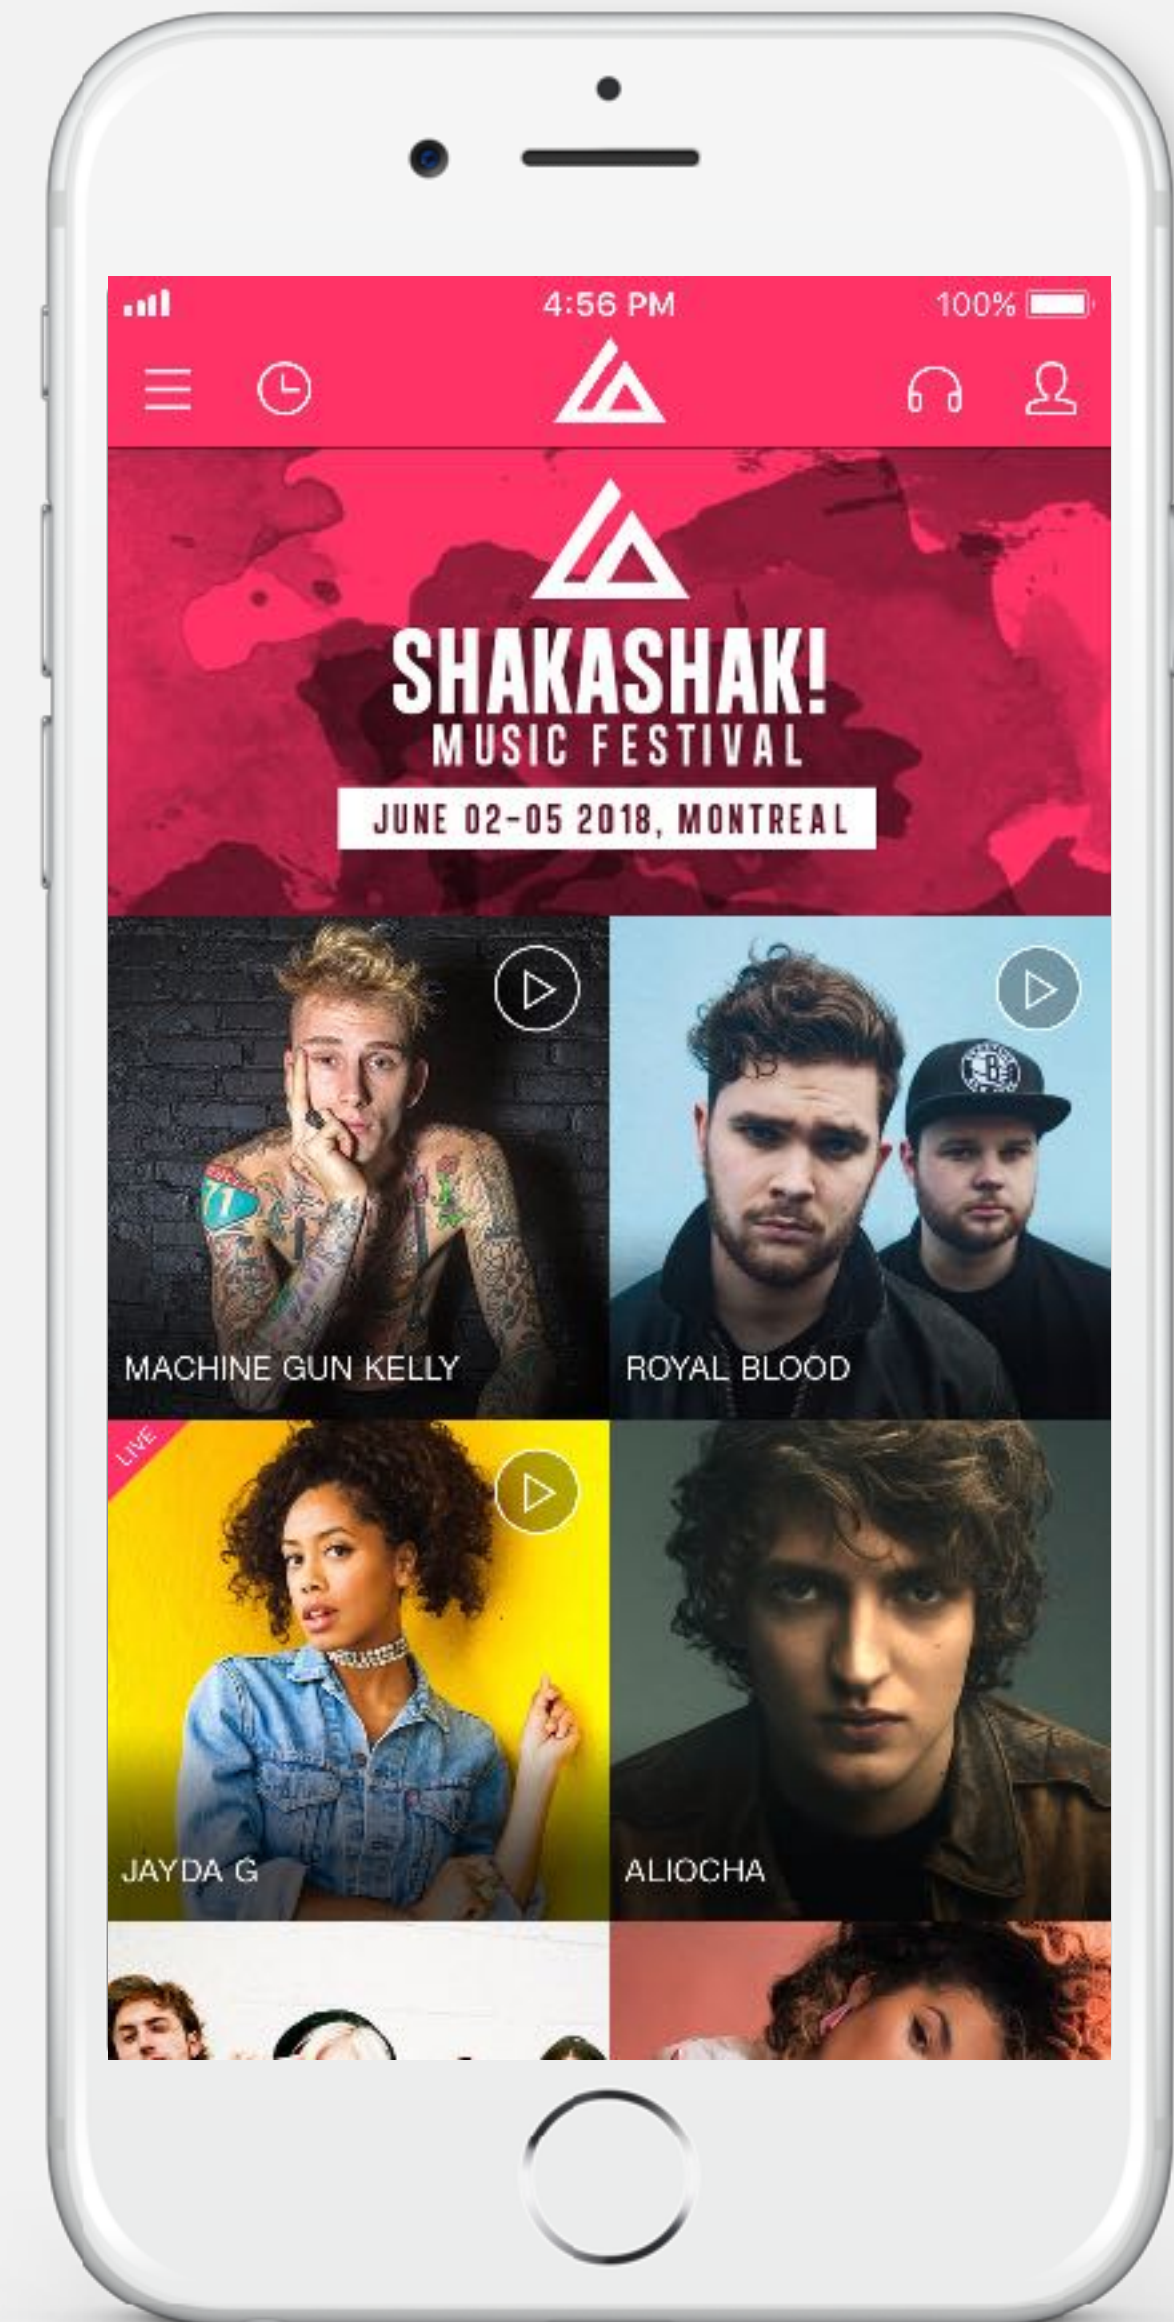 4:56 PM
100%
SHAKASHAK!
MUSIC FESTIVAL
JUNE 02-05 2018, MONTREAL
MACHINE GUN KELLY
ROYAL BLOOD
LIVE
JAYDA G
ALIOCHA
71
B